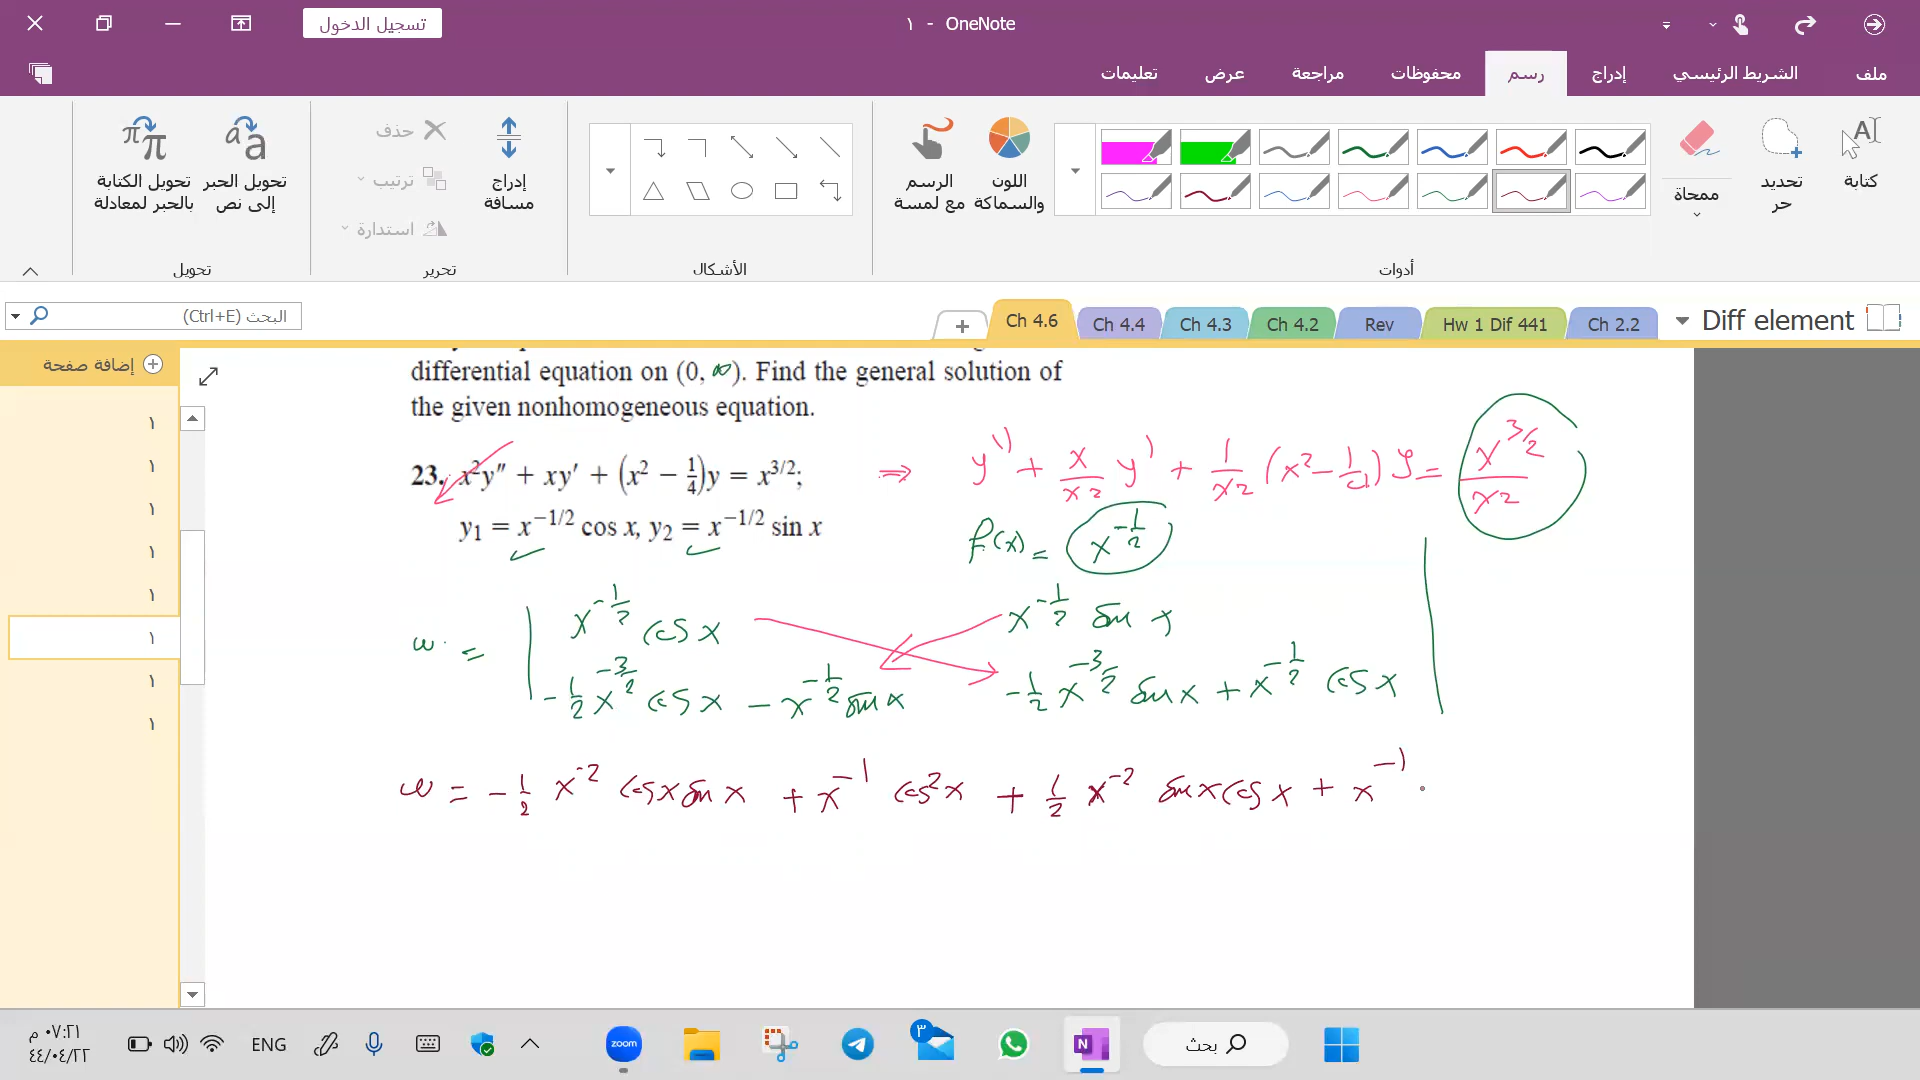 تسجيل الدخول
١ - OneNote
ملف الشريط الرئيسي إدراج رسم محفوظات مراجعة عرض تعليمات
كتابة
تحديد حر
ممحاة
اللون والسماكة
الرسم مع لمسة
إدراج مسافة
حذف
ترتيب
استدارة
تحويل الحبر إلى نص
تحويل الكتابة بالحبر لمعادلة
أدوات
الأشكال
تحرير
تحويل
Diff element
Ch 2.2
Hw 1 Dif 441
Rev
Ch 4.2
Ch 4.3
Ch 4.4
Ch 4.6
البحث (Ctrl+E)
إضافة صفحة
١
١
١
١
١
١
١
١
differential equation on (0, ∞). Find the general solution of
the given nonhomogeneous equation.
23. x²y″ + xy′ + (x² − 1/4)y = x^{3/2};
⇒ y'' + x/x² y' + 1/x² (x² − 1/4) y = x^{3/2}/x²
y₁ = x^{−1/2} cos x, y₂ = x^{−1/2} sin x
f(x) = x^{-1/2}
w = | x^{-1/2} cos x x^{-1/2} sin x |
-1/2 x^{-3/2} cos x - x^{-1/2} sin x -1/2 x^{-3/2} sin x + x^{-1/2} cos x
w = -1/2 x^{-2} cos x sin x + x^{-1} cos² x + 1/2 x^{-2} sin x cos x + x^{-1}
٠٧:٢١ م
٤٤/٠٤/٢٢
ENG
zoom
٣
N
بحث